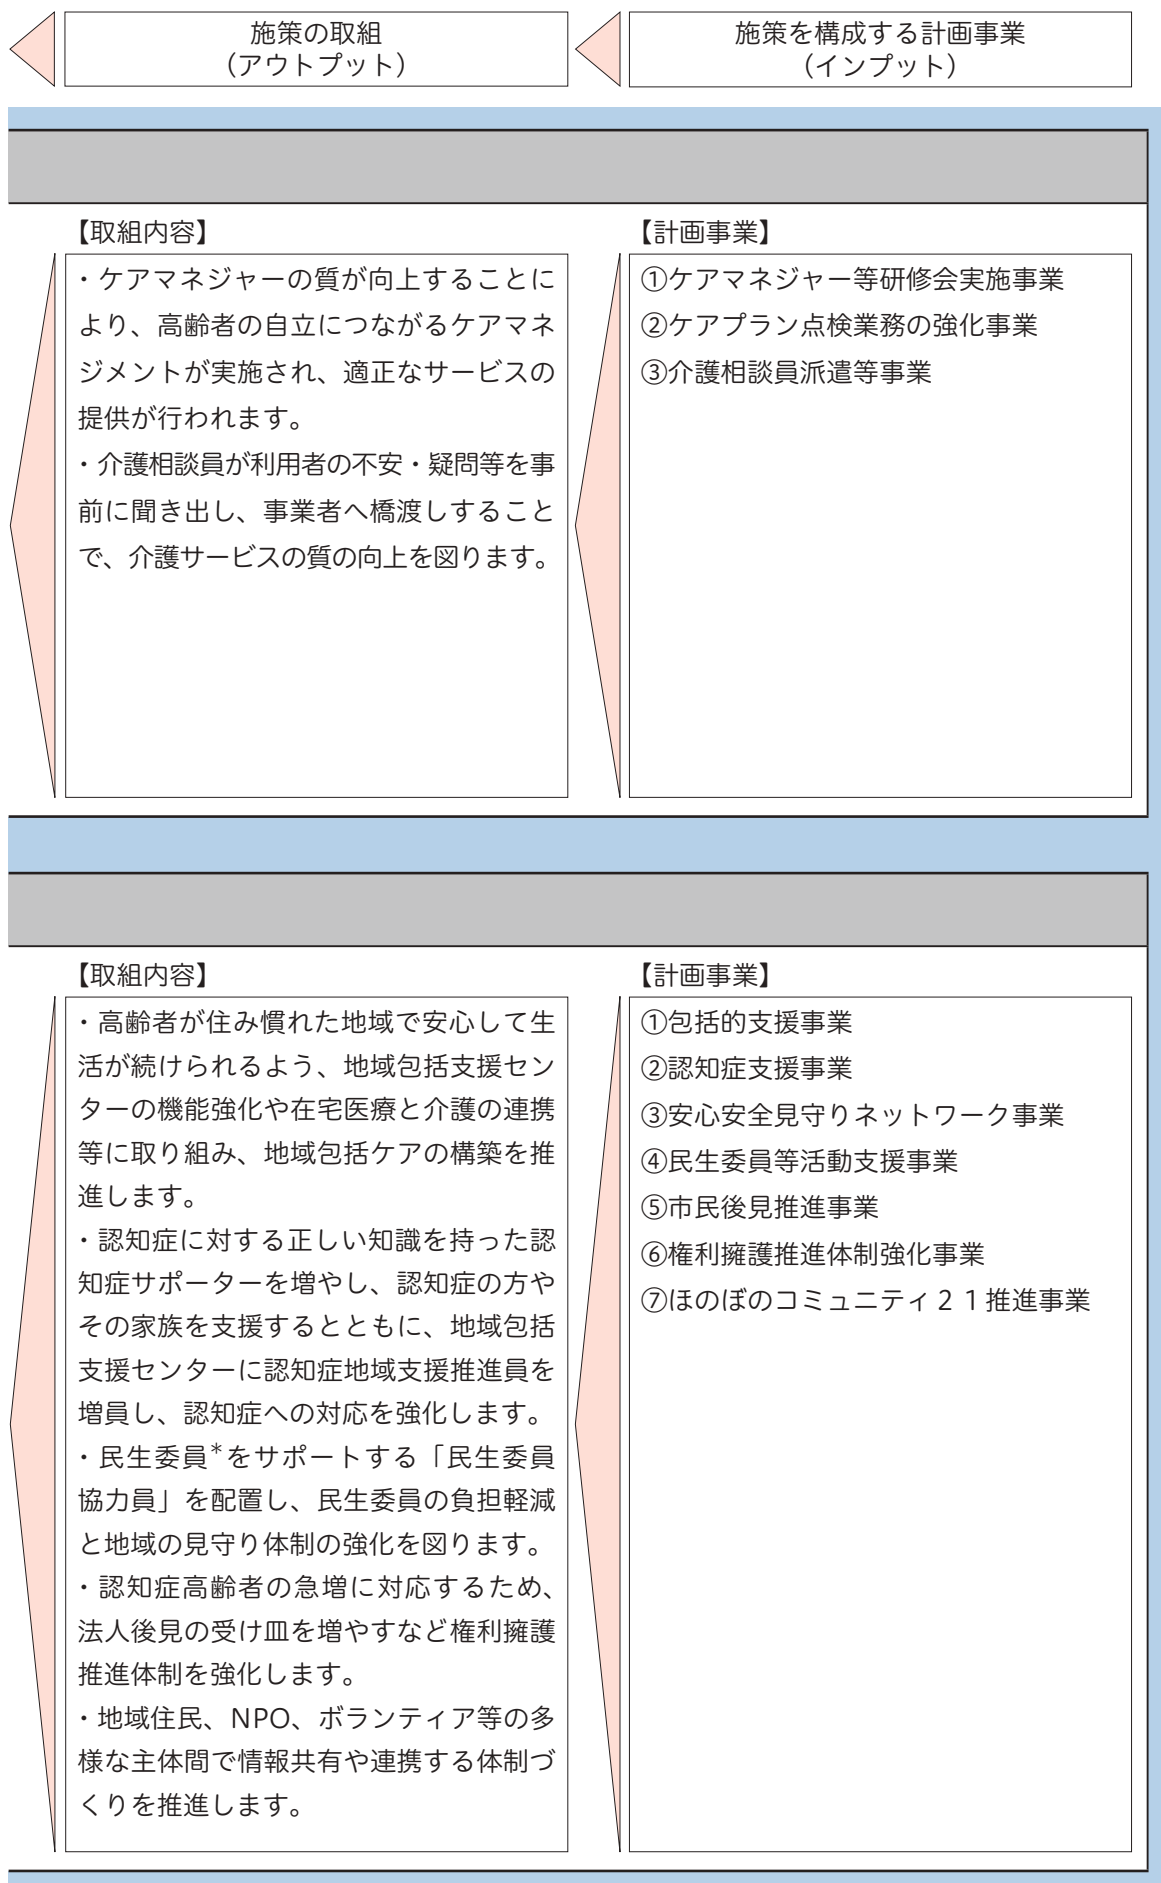 施策の取組
（アウトプット）
施策を構成する計画事業
（インプット）
【取組内容】
・ケアマネジャーの質が向上することに
より、高齢者の自立につながるケアマネ
ジメントが実施され、適正なサービスの
提供が行われます。
・介護相談員が利用者の不安・疑問等を事
前に聞き出し、事業者へ橋渡しすること
で、介護サービスの質の向上を図ります。
【計画事業】
①ケアマネジャー等研修会実施事業
②ケアプラン点検業務の強化事業
③介護相談員派遣等事業
【取組内容】
・高齢者が住み慣れた地域で安心して生
活が続けられるよう、地域包括支援セン
ターの機能強化や在宅医療と介護の連携
等に取り組み、地域包括ケアの構築を推
進します。
・認知症に対する正しい知識を持った認
知症サポーターを増やし、認知症の方や
その家族を支援するとともに、地域包括
支援センターに認知症地域支援推進員を
増員し、認知症への対応を強化します。
・民生委員*をサポートする「民生委員
協力員」を配置し、民生委員の負担軽減
と地域の見守り体制の強化を図ります。
・認知症高齢者の急増に対応するため、
法人後見の受け皿を増やすなど権利擁護
推進体制を強化します。
・地域住民、NPO、ボランティア等の多
様な主体間で情報共有や連携する体制づ
くりを推進します。
【計画事業】
①包括的支援事業
②認知症支援事業
③安心安全見守りネットワーク事業
④民生委員等活動支援事業
⑤市民後見推進事業
⑥権利擁護推進体制強化事業
⑦ほのぼのコミュニティ２１推進事業